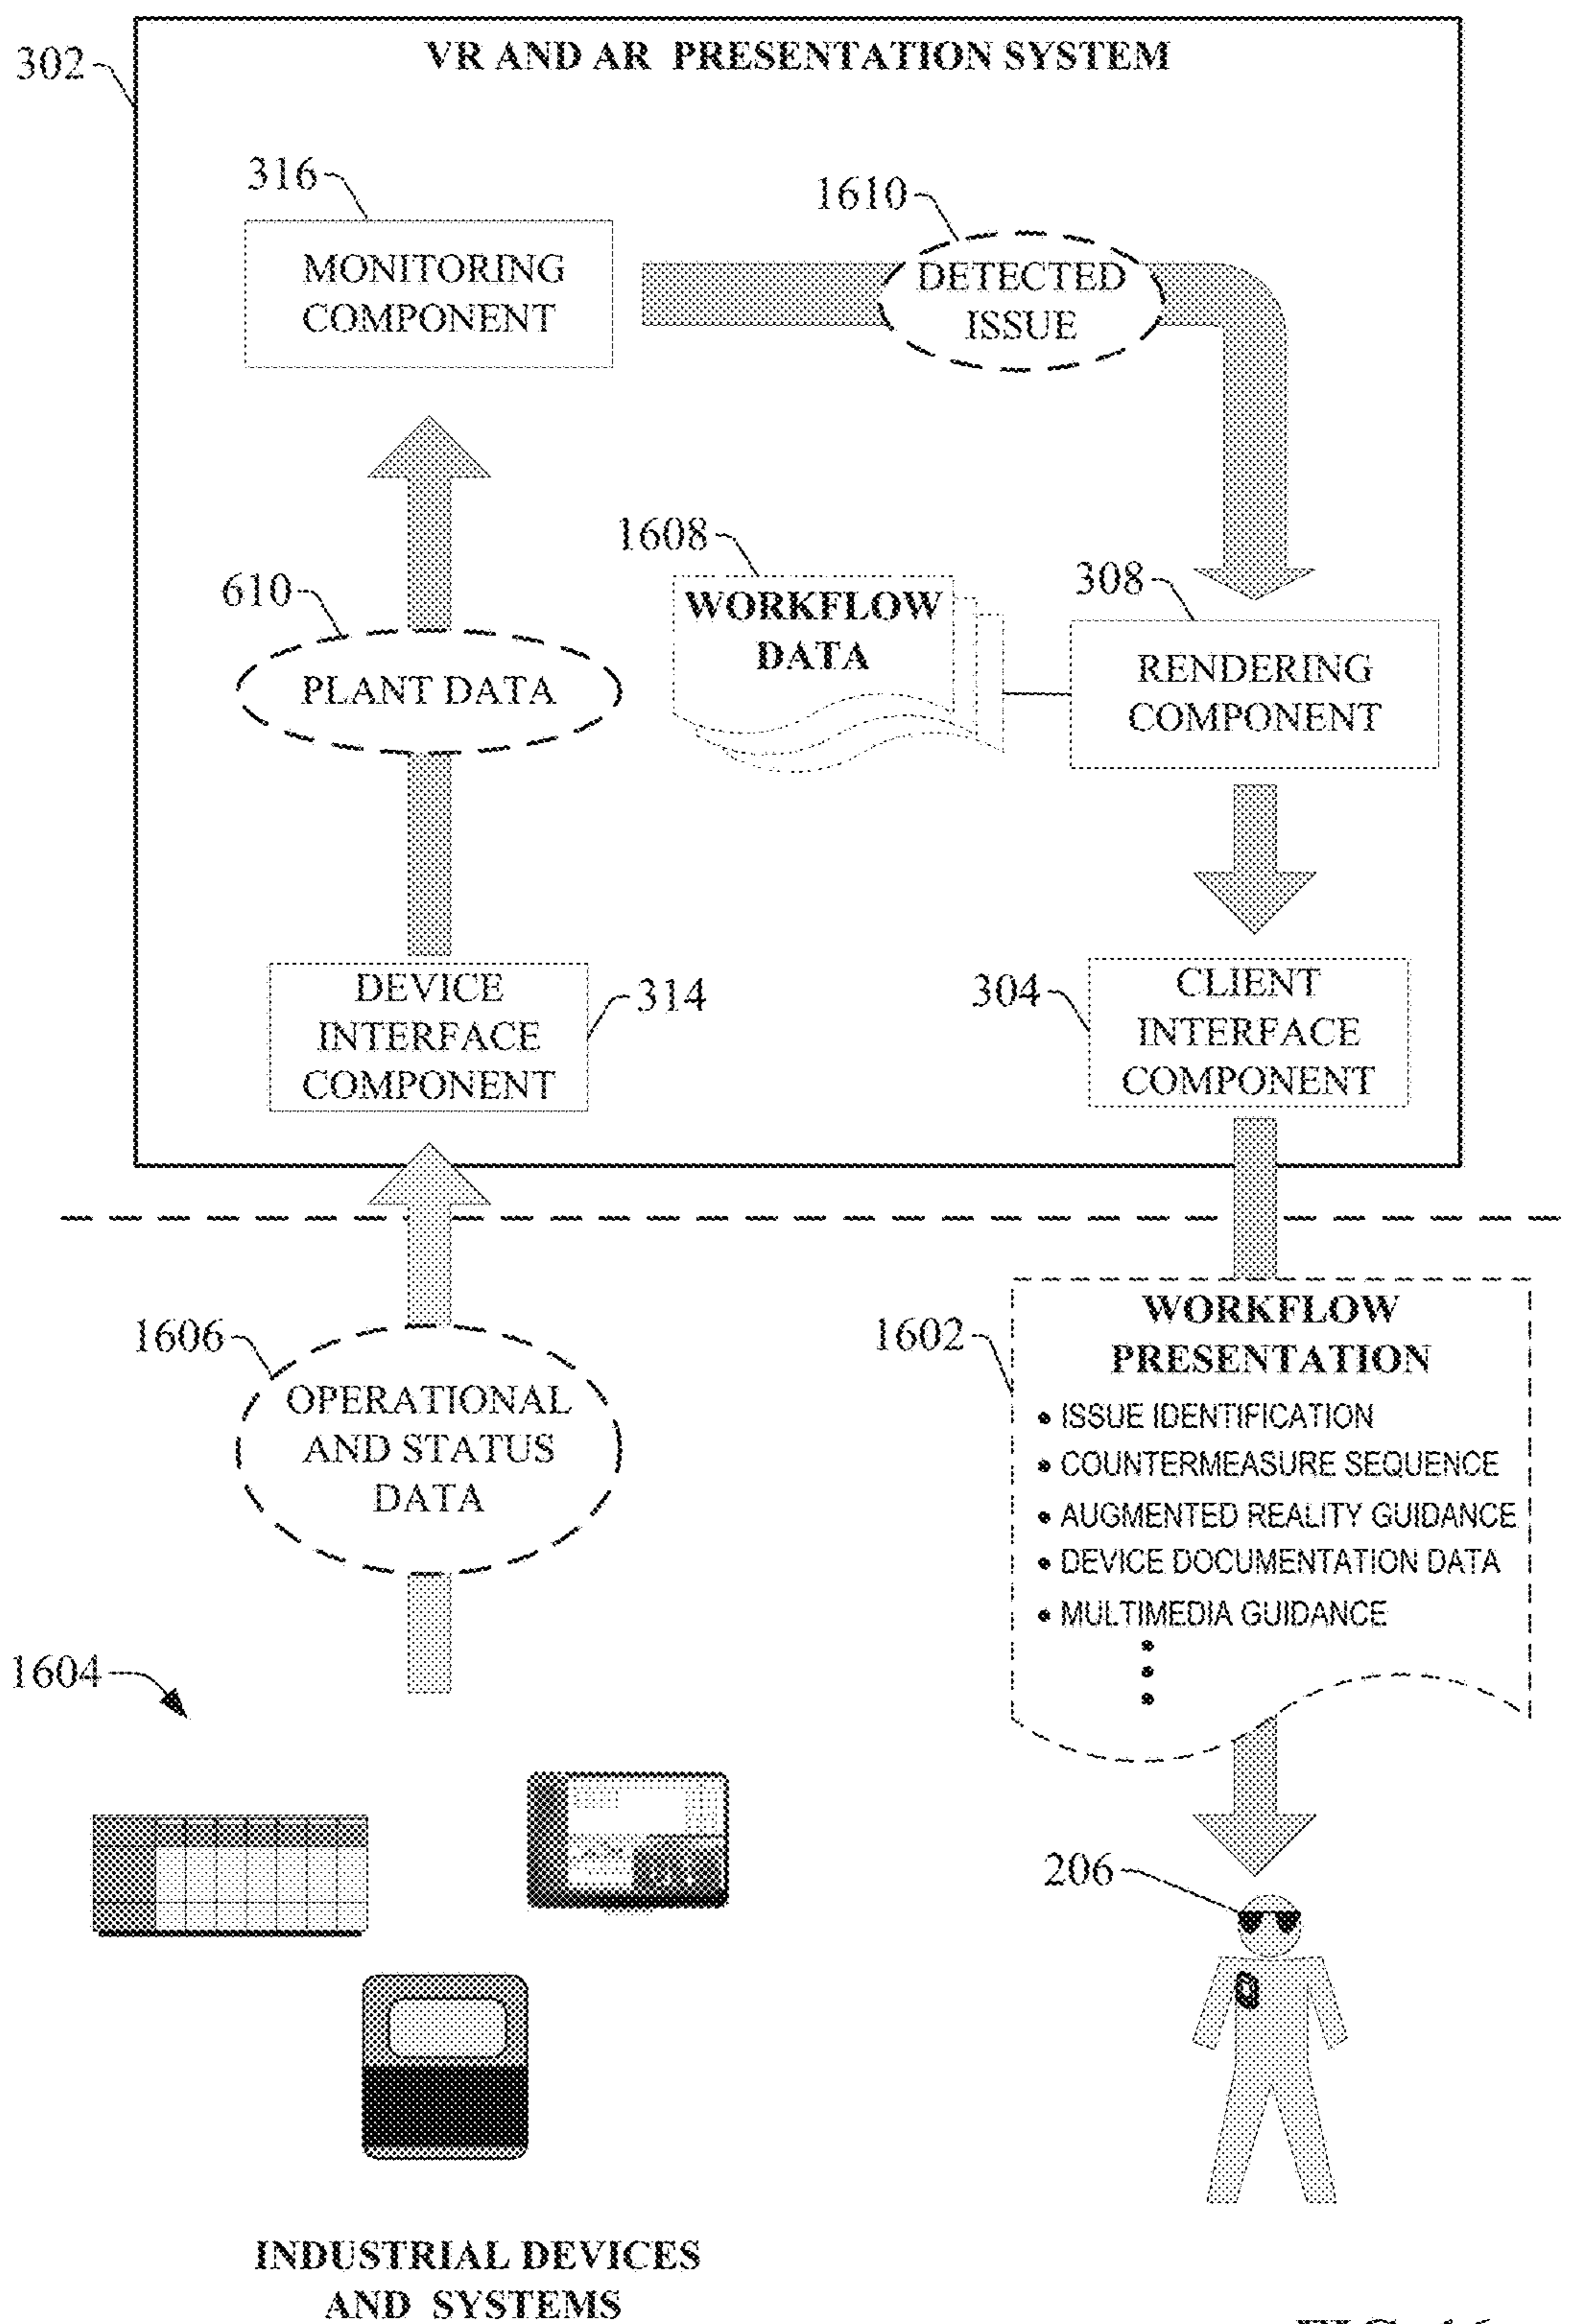 302
VR AND AR PRESENTATION SYSTEM
316
MONITORING
COMPONENT
1610
DETECTED
ISSUE
610
PLANT DATA
1608
WORKFLOW
DATA
308
RENDERING
COMPONENT
DEVICE
INTERFACE
COMPONENT
314
304
CLIENT
INTERFACE
COMPONENT
1606
OPERATIONAL
AND STATUS
DATA
1602
WORKFLOW
PRESENTATION
• ISSUE IDENTIFICATION
• COUNTERMEASURE SEQUENCE
• AUGMENTED REALITY GUIDANCE
• DEVICE DOCUMENTATION DATA
• MULTIMEDIA GUIDANCE
1604
206
INDUSTRIAL DEVICES
AND SYSTEMS